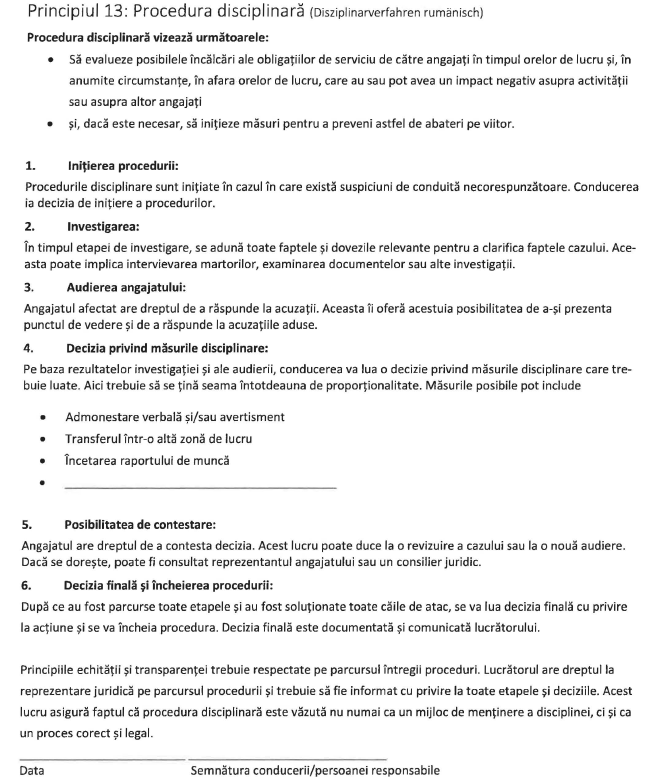 Principiul 13: Procedura disciplinară (Disziplinarverfahren rumänisch)
Procedura disciplinară vizează următoarele:
• Să evalueze posibilele încălcări ale obligațiilor de serviciu de către angajați în timpul orelor de lucru și, în
anumite circumstanțe, în afara orelor de lucru, care au sau pot avea un impact negativ asupra activității
sau asupra altor angajați
• și, dacă este necesar, să inițieze măsuri pentru a preveni astfel de abateri pe viitor.
1. Inițierea procedurii:
Procedurile disciplinare sunt inițiate în cazul în care există suspiciuni de conduită necorespunzătoare. Conducerea
ia decizia de inițiere a procedurilor.
2. Investigarea:
În timpul etapei de investigare, se adună toate faptele și dovezile relevante pentru a clarifica faptele cazului. Ace-
asta poate implica intervievarea martorilor, examinarea documentelor sau alte investigații.
3. Audierea angajatului:
Angajatul afectat are dreptul de a răspunde la acuzații. Aceasta îi oferă acestuia posibilitatea de a-și prezenta
punctul de vedere și de a răspunde la acuzațiile aduse.
4. Decizia privind măsurile disciplinare:
Pe baza rezultatelor investigației și ale audierii, conducerea va lua o decizie privind măsurile disciplinare care tre-
buie luate. Aici trebuie să se țină seama întotdeauna de proporționalitate. Măsurile posibile pot include
• Admonestare verbală și/sau avertisment
• Transferul într-o altă zonă de lucru
• Încetarea raportului de muncă
• ____________________
5. Posibilitatea de contestare:
Angajatul are dreptul de a contesta decizia. Acest lucru poate duce la o revizuire a cazului sau la o nouă audiere.
Dacă se dorește, poate fi consultat reprezentantul angajatului sau un consilier juridic.
6. Decizia finală și încheierea procedurii:
După ce au fost parcurse toate etapele și au fost soluționate toate căile de atac, se va lua decizia finală cu privire
la acțiune și se va încheia procedura. Decizia finală este documentată și comunicată lucrătorului.
Principiile echității și transparenței trebuie respectate pe parcursul întregii proceduri. Lucrătorul are dreptul la
reprezentare juridică pe parcursul procedurii și trebuie să fie informat cu privire la toate etapele și deciziile. Acest
lucru asigură faptul că procedura disciplinară este văzută nu numai ca un mijloc de menținere a disciplinei, ci și ca
un proces corect și legal.
Data Semnătura conducerii/persoanei responsabile